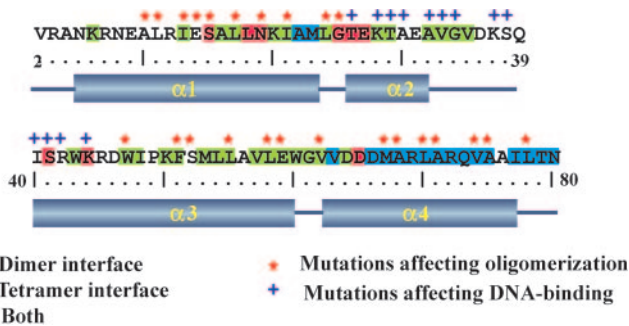 VRANKRNEALRIESALLNKIAMLGTEKTAEAVGVDKSQ
2 39
α1 α2
ISRWKRDWIPKFSMLLAVLEWGVVDDDMARLARQVAAILTN
40 80
α3 α4
Dimer interface * Mutations affecting oligomerization
Tetramer interface + Mutations affecting DNA-binding
Both